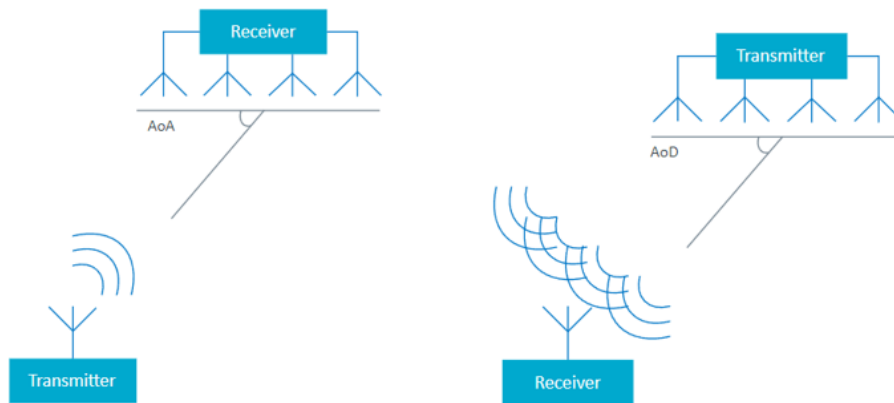 Receiver
AoA
Transmitter
Transmitter
AoD
Receiver